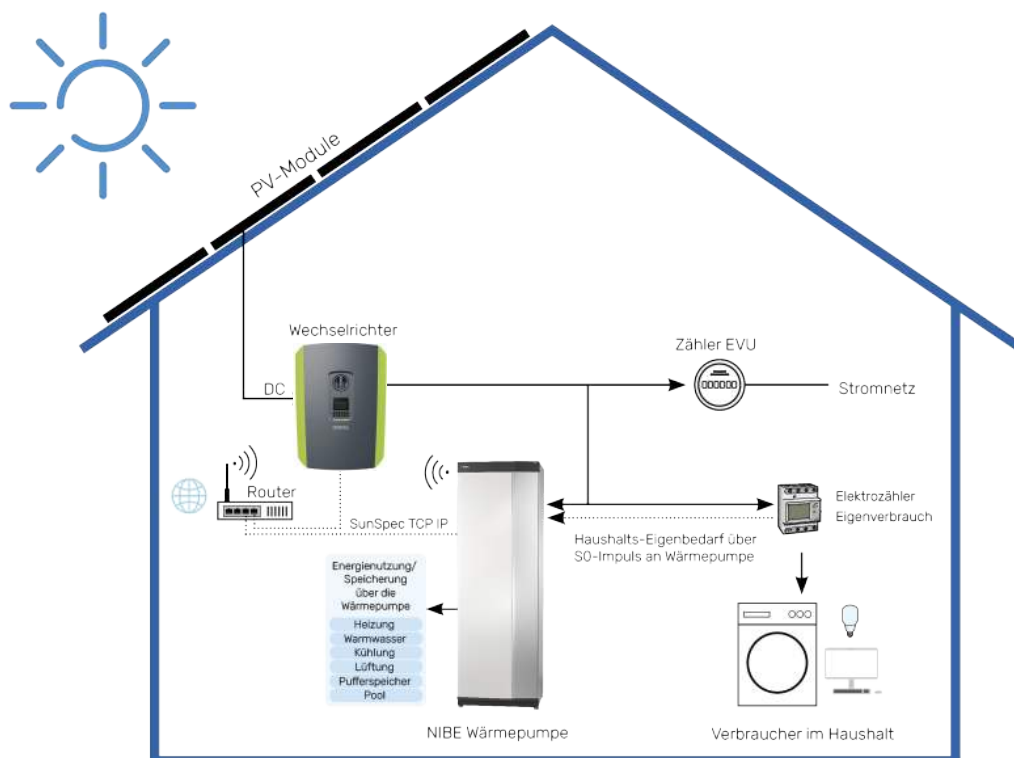 PV-Module
Wechselrichter
DC
Zähler EVU
Stromnetz
Router
SunSpec TCP IP
Elektrozähler
Eigenverbrauch
Haushalts-Eigenbedarf über
S0-Impuls an Wärmepumpe
Energienutzung/
Speicherung
über die
Wärmepumpe
Heizung
Warmwasser
Kühlung
Lüftung
Pufferspeicher
Pool
NIBE Wärmepumpe
Verbraucher im Haushalt